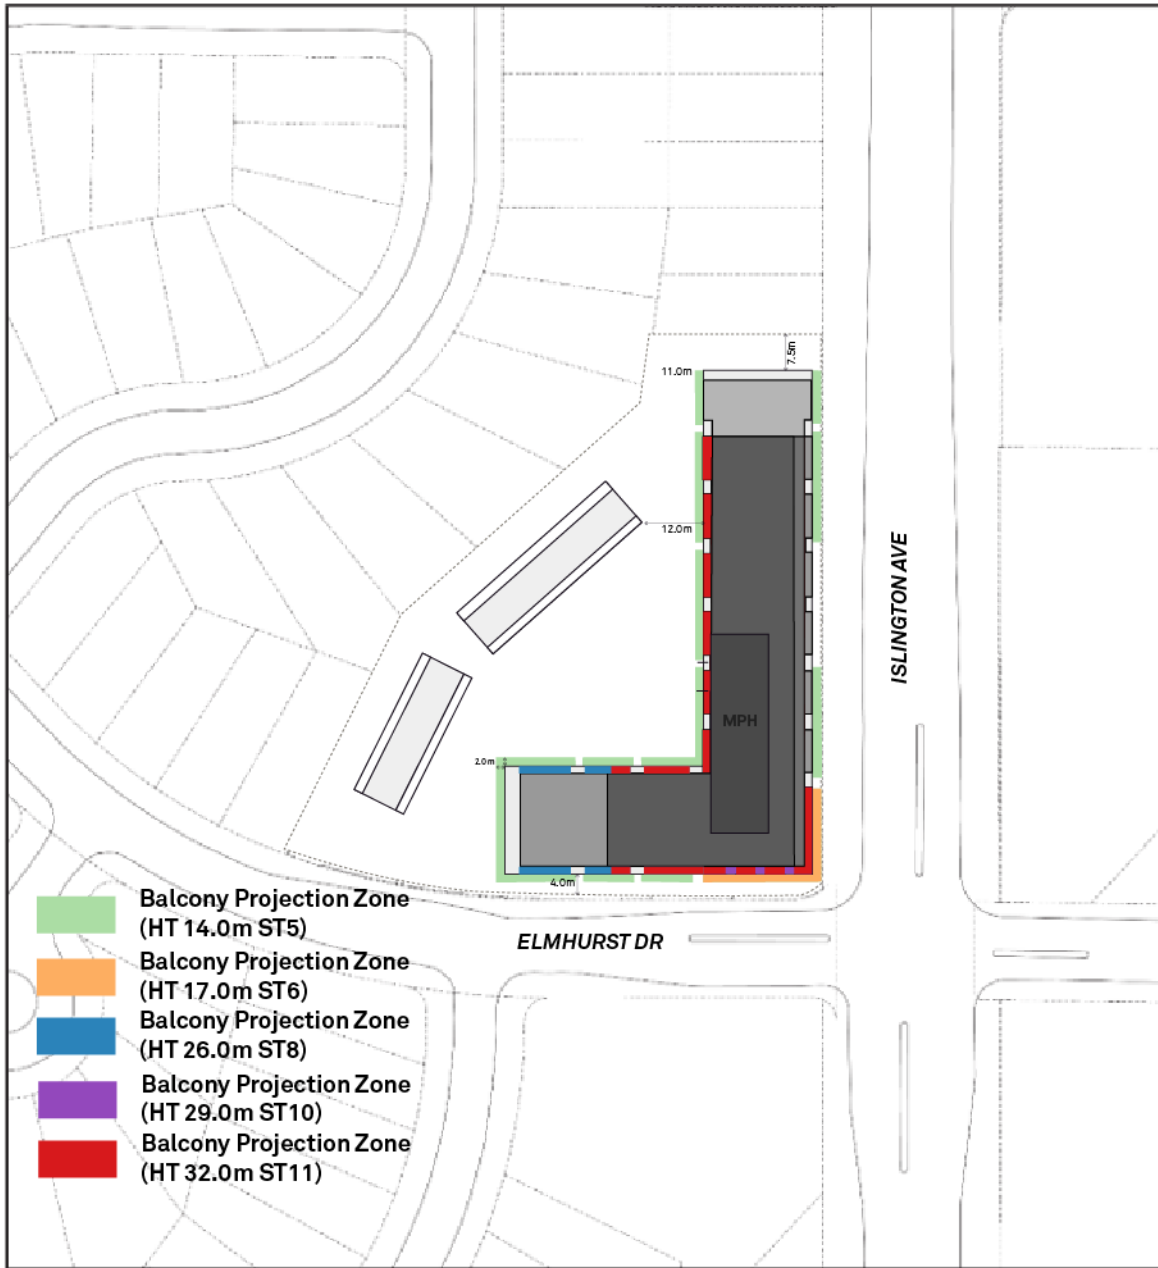 7.5m
11.0m
12.0m
ISLINGTON AVE
MPH
2.0m
4.0m
ELMHURST DR
Balcony Projection Zone
(HT 14.0m ST5)
Balcony Projection Zone
(HT 17.0m ST6)
Balcony Projection Zone
(HT 26.0m ST8)
Balcony Projection Zone
(HT 29.0m ST10)
Balcony Projection Zone
(HT 32.0m ST11)